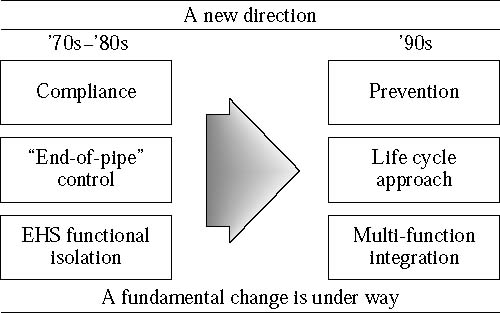 A new direction
’70s–’80s
’90s
Compliance
Prevention
“End-of-pipe”
control
Life cycle
approach
EHS functional
isolation
Multi-function
integration
A fundamental change is under way